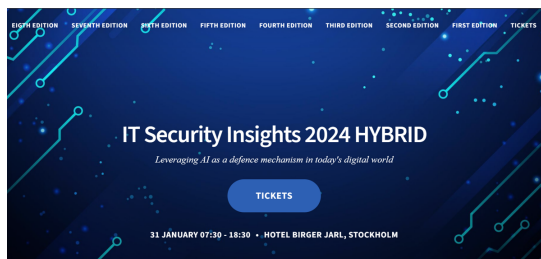 EIGTH EDITION SEVENTH EDITION SIXTH EDITION FIFTH EDITION FOURTH EDITION THIRD EDITION SECOND EDITION FIRST EDITION TICKETS
IT Security Insights 2024 HYBRID
Leveraging AI as a defence mechanism in today's digital world
TICKETS
31 JANUARY 07:30 - 18:30 • HOTEL BIRGER JARL, STOCKHOLM